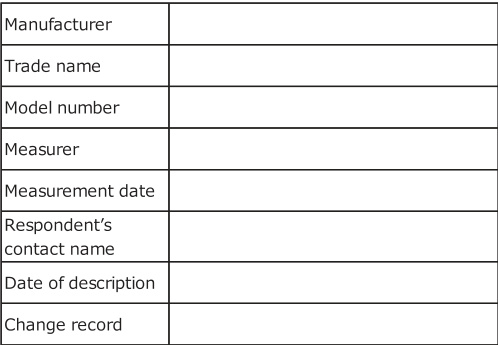 Manufacturer
Trade name
Model number
Measurer
Measurement date
Respondent’s
contact name
Date of description
Change record